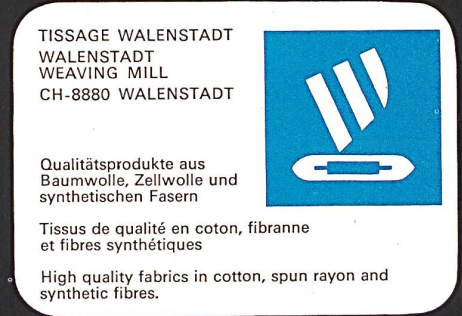 TISSAGE WALENSTADT
WALENSTADT
WEAVING MILL
CH-8880 WALENSTADT
Qualitätsprodukte aus
Baumwolle, Zellwolle und
synthetischen Fasern
Tissus de qualité en coton, fibranne
et fibres synthétiques
High quality fabrics in cotton, spun rayon and
synthetic fibres.